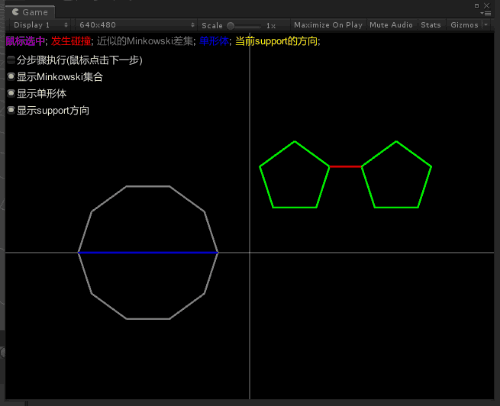 Game
Display 1 640x480 Scale 1x Maximize On Play Mute Audio Stats Gizmos
鼠标选中; 发生碰撞; 近似的Minkowski差集; 单形体; 当前support的方向;
分步骤执行(鼠标点击下一步)
显示Minkowski集合
显示单形体
显示support方向